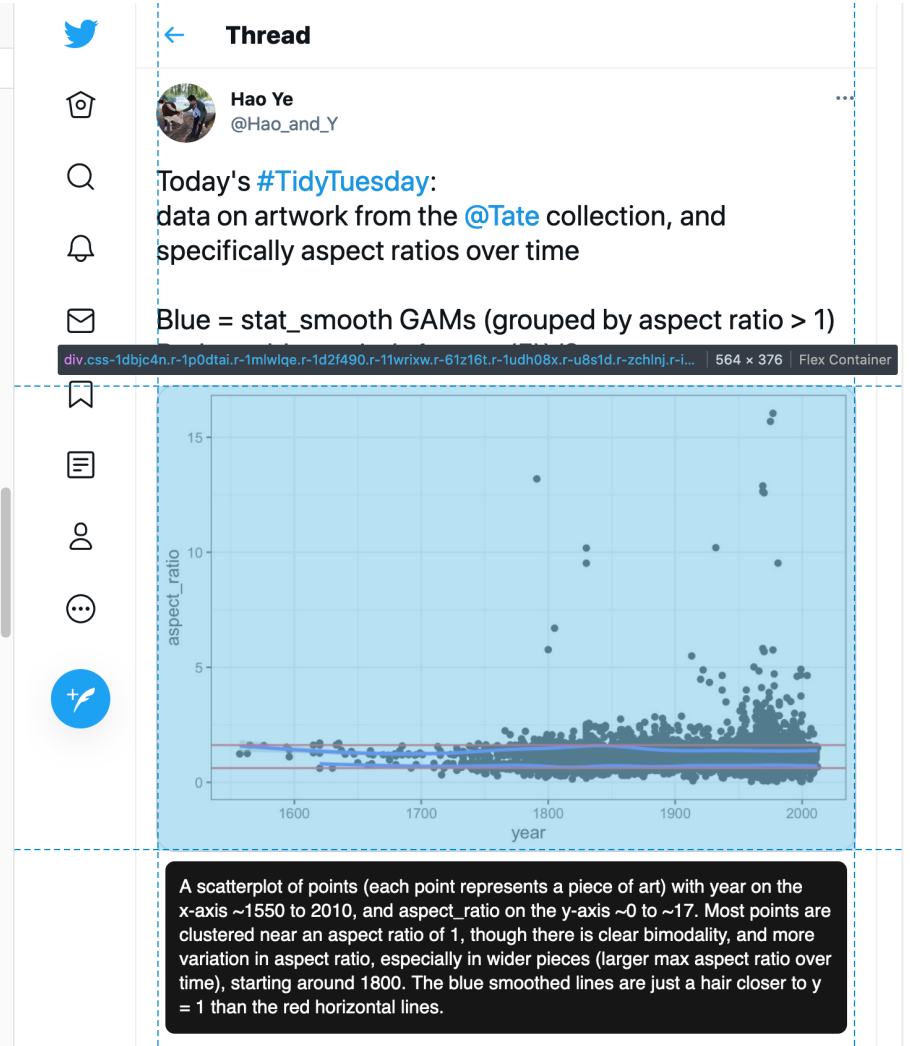 Thread
Hao Ye
@Hao_and_Y
Today's #TidyTuesday:
data on artwork from the @Tate collection, and
specifically aspect ratios over time
Blue = stat_smooth GAMs (grouped by aspect ratio > 1)
div.css-1dbjc4n.r-1p0dtai.r-1mlwlqe.r-1d2f490.r-11wrixw.r-61z16t.r-1udh08x.r-u8s1d.r-zchlnj.r-i... 564 × 376 Flex Container
15
10
5
0
aspect_ratio
1600 1700 1800 1900 2000
year
A scatterplot of points (each point represents a piece of art) with year on the
x-axis ~1550 to 2010, and aspect_ratio on the y-axis ~0 to ~17. Most points are
clustered near an aspect ratio of 1, though there is clear bimodality, and more
variation in aspect ratio, especially in wider pieces (larger max aspect ratio over
time), starting around 1800. The blue smoothed lines are just a hair closer to y
= 1 than the red horizontal lines.